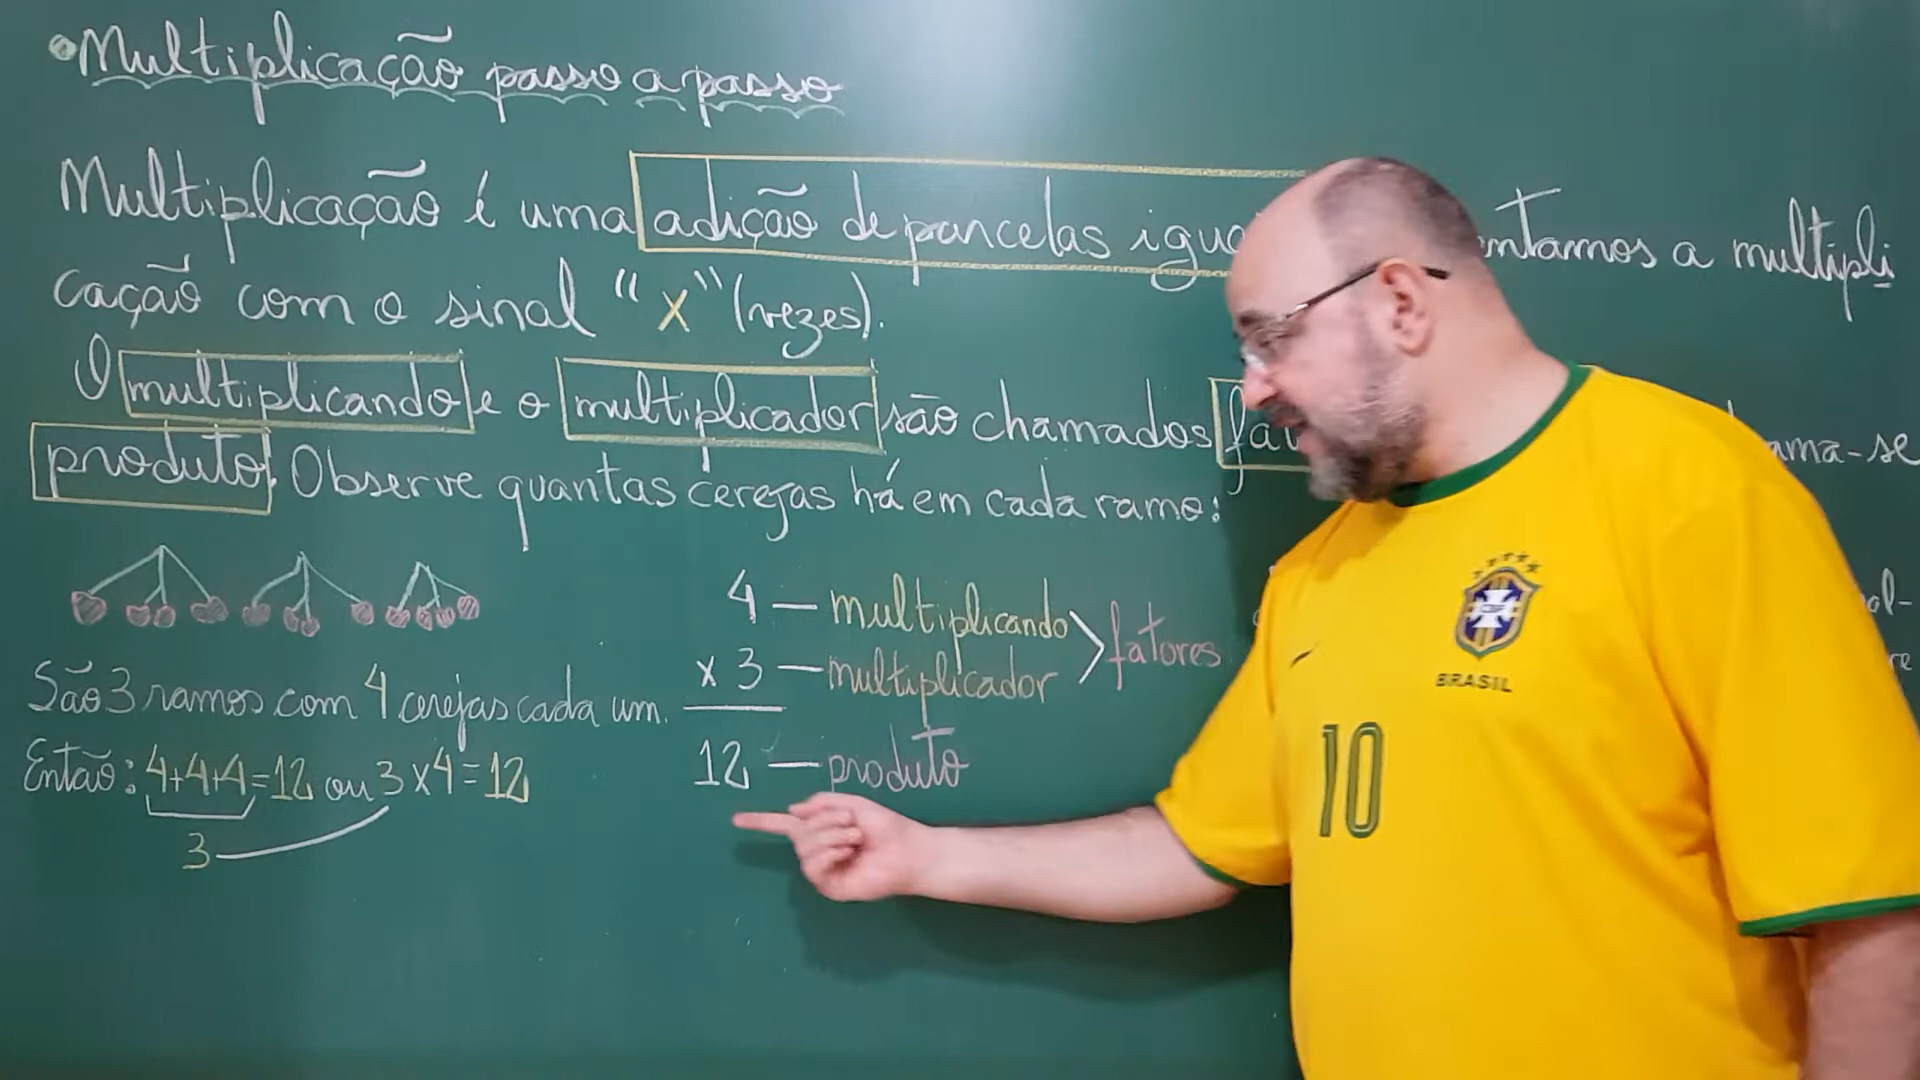 Multiplicação passo a passo
Multiplicação é uma adição de parcelas igua ntamos a multipli
cação com o sinal “x” (vezes).
O multiplicando e o multiplicador são chamados fa ama-se
produto. Observe quantas cerejas há em cada ramo:
4 — multiplicando
x 3 — multiplicador
fatores
12 — produto
São 3 ramos com 4 cerejas cada um.
Então: 4+4+4=12 ou 3x4=12
3
BRASIL
10